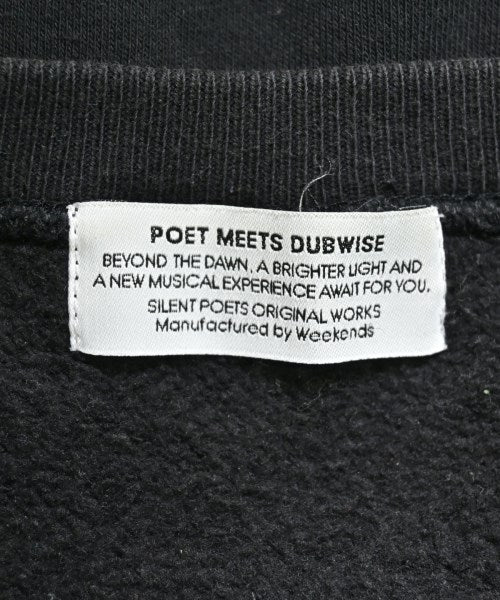 POET MEETS DUBWISE
BEYOND THE DAWN, A BRIGHTER LIGHT AND
A NEW MUSICAL EXPERIENCE AWAIT FOR YOU.
SILENT POETS ORIGINAL WORKS
Manufactured by Weekends